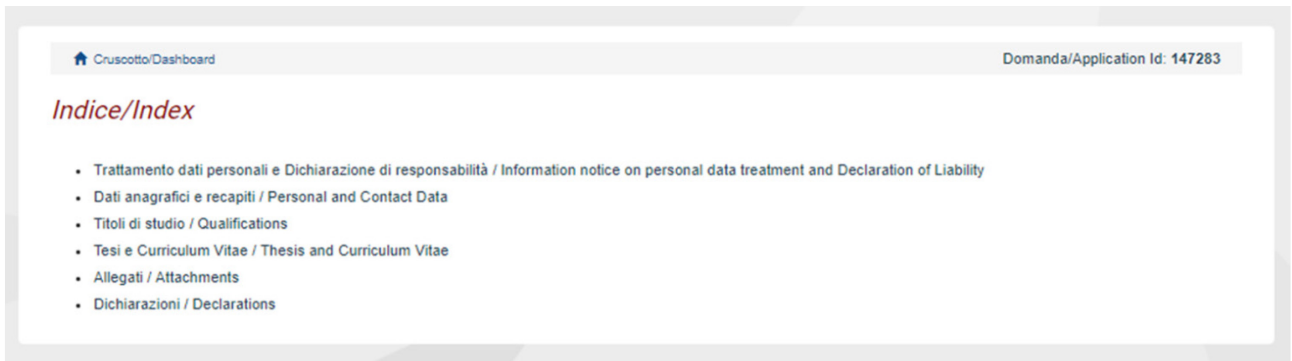 Cruscotto/Dashboard
Domanda/Application Id: 147283
Indice/Index
Trattamento dati personali e Dichiarazione di responsabilità / Information notice on personal data treatment and Declaration of Liability
Dati anagrafici e recapiti / Personal and Contact Data
Titoli di studio / Qualifications
Tesi e Curriculum Vitae / Thesis and Curriculum Vitae
Allegati / Attachments
Dichiarazioni / Declarations